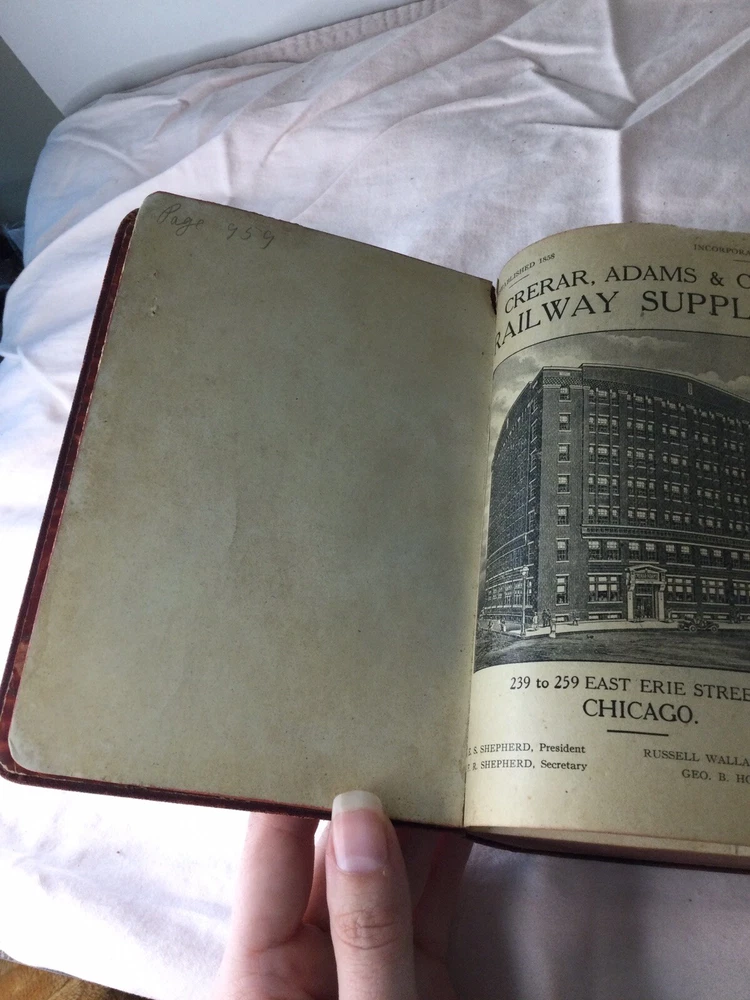 Page 959
ESTABLISHED 1858
INCORPORA
CRERAR, ADAMS & C
RAILWAY SUPPL
239 to 259 EAST ERIE STREE
CHICAGO.
S. SHEPHERD, President
RUSSELL WALLA
R. SHEPHERD, Secretary
GEO. B. HO